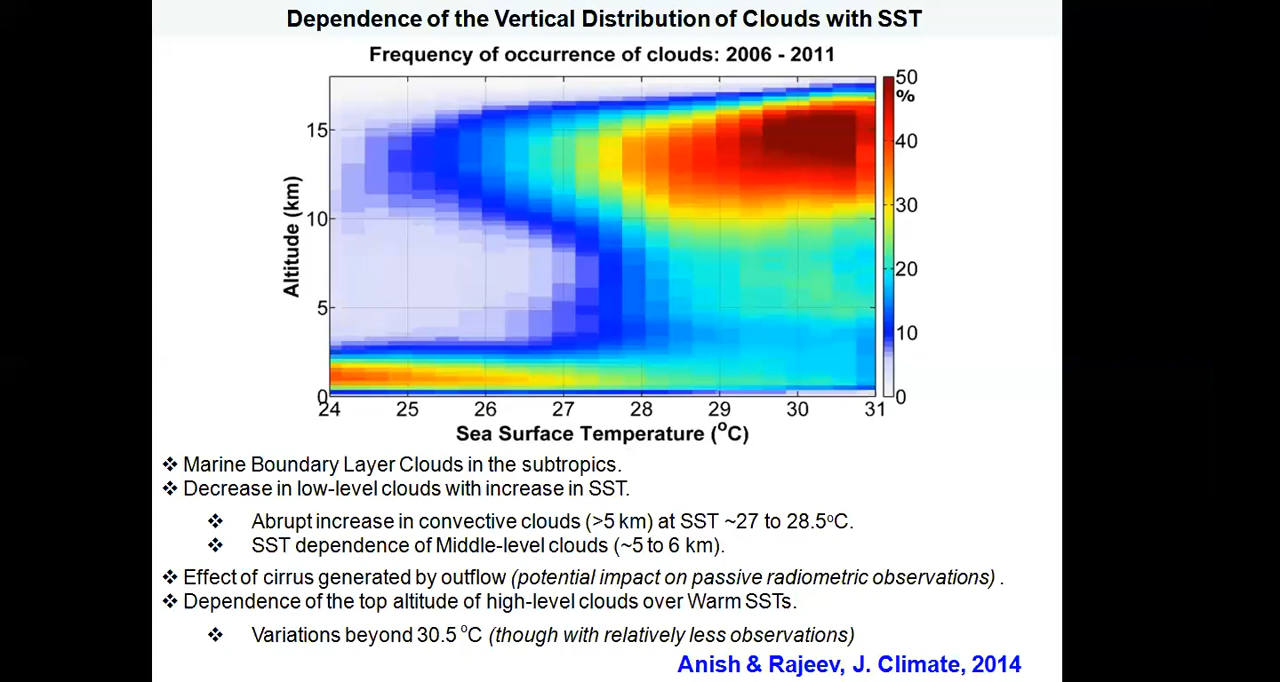 Dependence of the Vertical Distribution of Clouds with SST
Frequency of occurrence of clouds: 2006 - 2011
50
%
40
30
20
10
0
15
10
5
0
Altitude (km)
24 25 26 27 28 29 30 31
Sea Surface Temperature (°C)
❖ Marine Boundary Layer Clouds in the subtropics.
❖ Decrease in low-level clouds with increase in SST.
❖ Abrupt increase in convective clouds (>5 km) at SST ~27 to 28.5°C.
❖ SST dependence of Middle-level clouds (~5 to 6 km).
❖ Effect of cirrus generated by outflow (potential impact on passive radiometric observations) .
❖ Dependence of the top altitude of high-level clouds over Warm SSTs.
❖ Variations beyond 30.5 °C (though with relatively less observations)
Anish & Rajeev, J. Climate, 2014